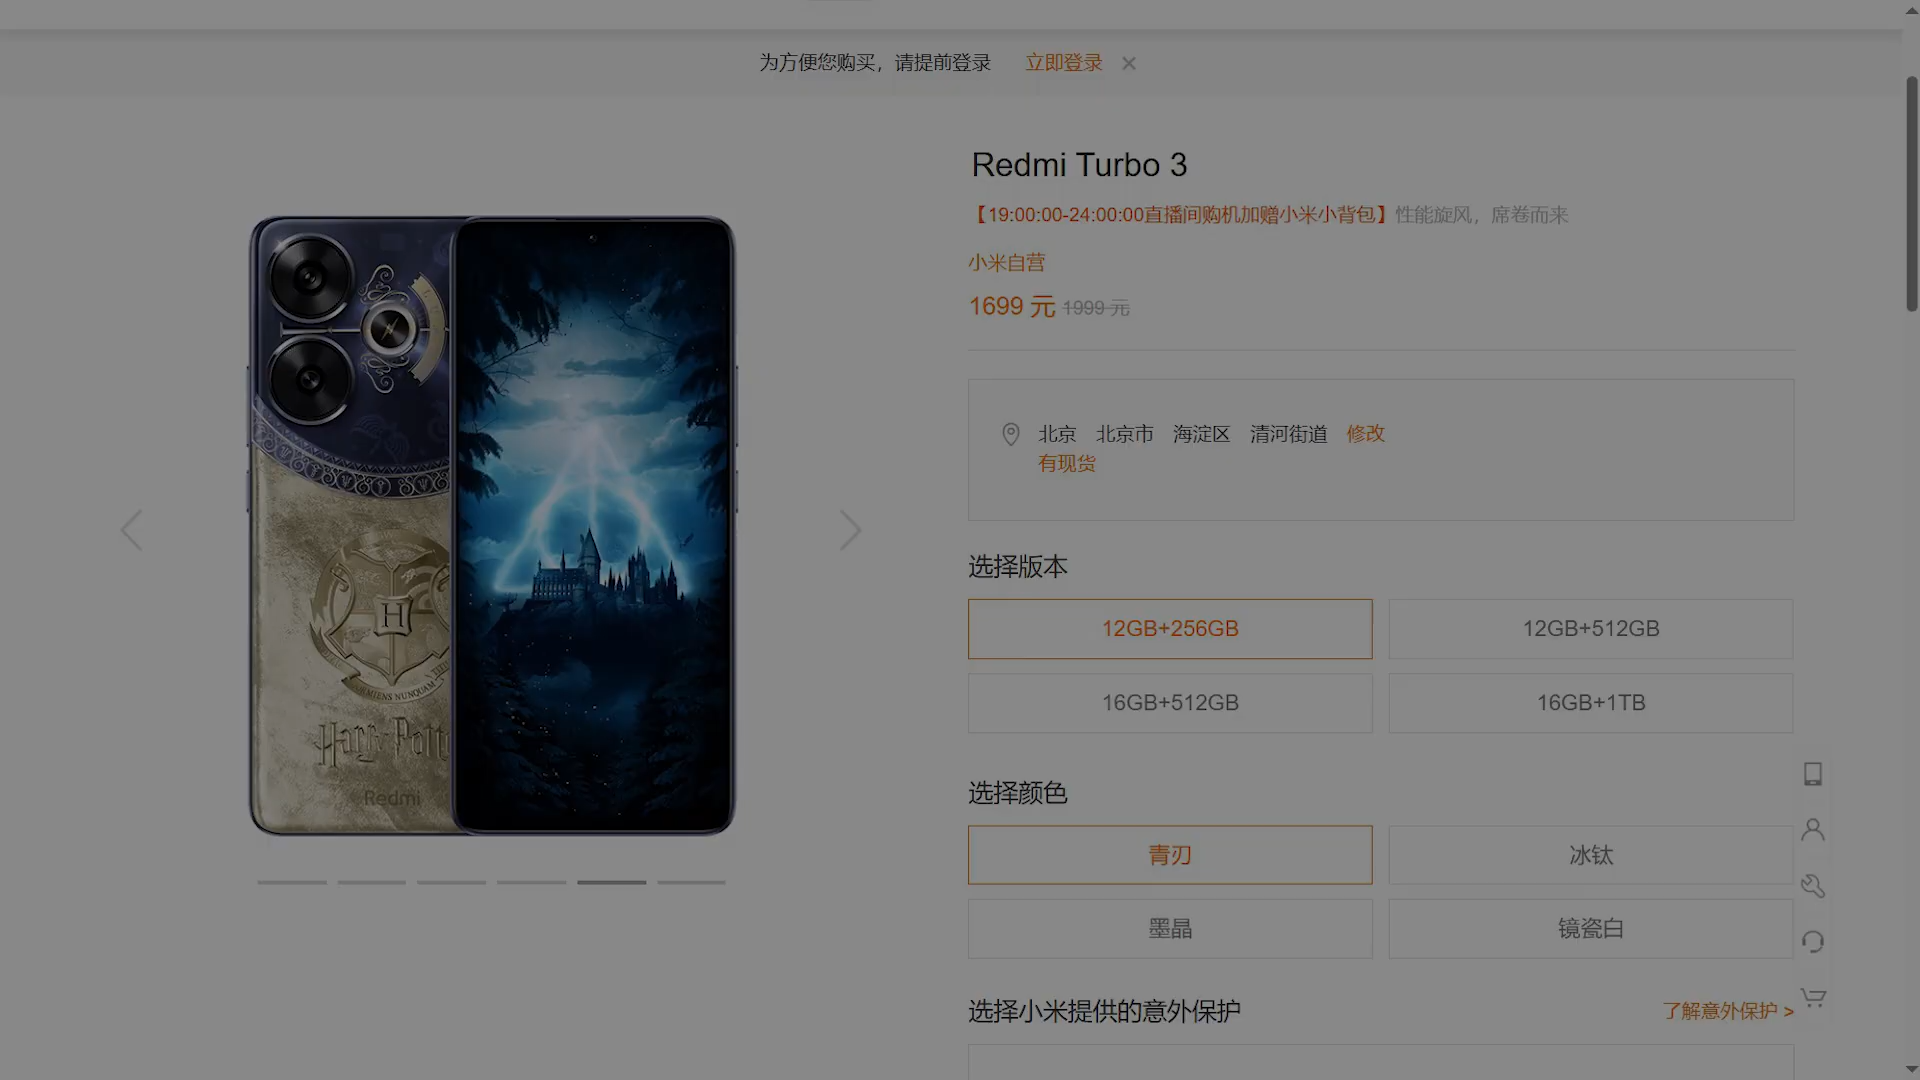 为方便您购买，请提前登录 立即登录
Redmi Turbo 3
【19:00:00-24:00:00直播间购机加赠小米小背包】性能旋风，席卷而来
小米自营
1699 元 1999 元
北京 北京市 海淀区 清河街道 修改
有现货
选择版本
12GB+256GB
12GB+512GB
16GB+512GB
16GB+1TB
选择颜色
青刃
冰钛
墨晶
镜瓷白
选择小米提供的意外保护
了解意外保护 >
H
Harry Potte
Redmi